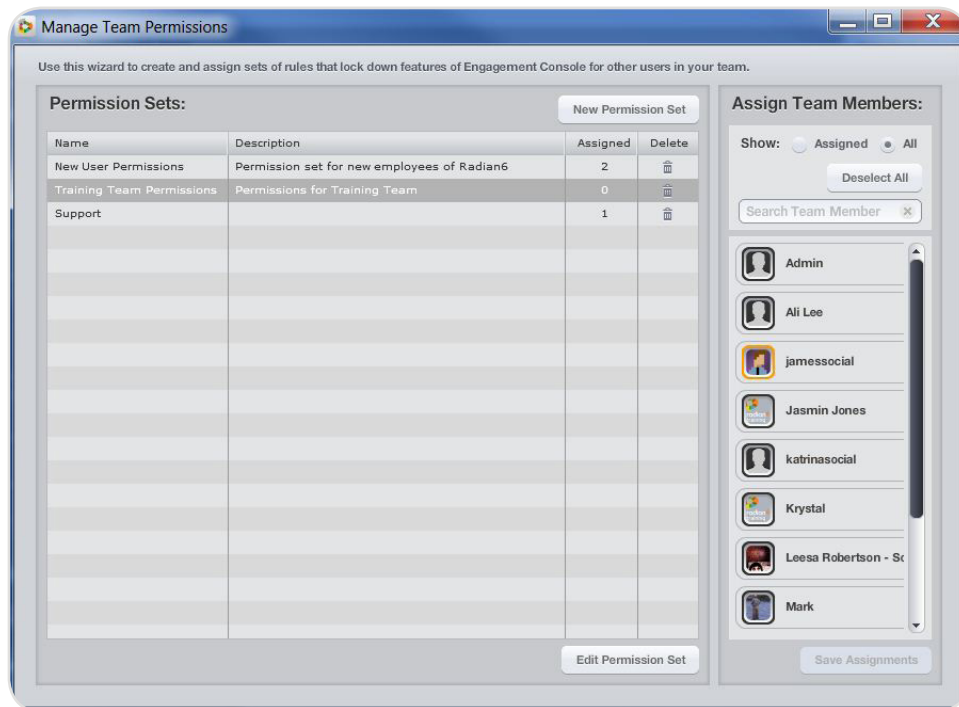 Manage Team Permissions
Use this wizard to create and assign sets of rules that lock down features of Engagement Console for other users in your team.
Permission Sets:
New Permission Set
Name Description Assigned Delete
New User Permissions Permission set for new employees of Radian6 2
Training Team Permissions Permissions for Training Team 0
Support 1
Edit Permission Set
Assign Team Members:
Show: Assigned All
Deselect All
Search Team Member
Admin
Ali Lee
jamessocial
Jasmin Jones
katrinasocial
Krystal
Leesa Robertson - Sc
Mark
Save Assignments